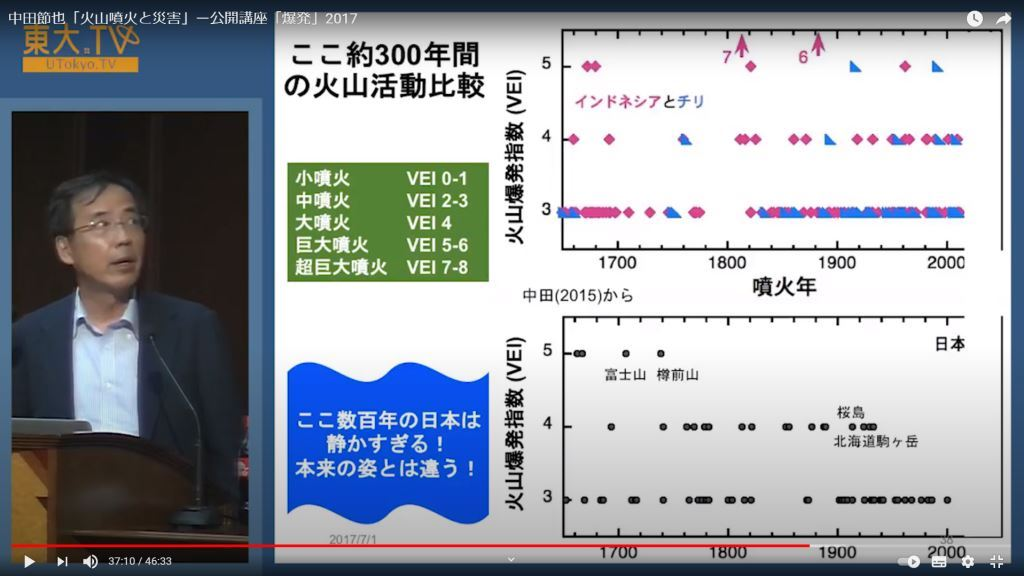 中田節也「火山噴火と災害」ー公開講座「爆発」2017
東大.TV
UTokyo.TV
ここ約300年間
の火山活動比較
小噴火 VEI 0-1
中噴火 VEI 2-3
大噴火 VEI 4
巨大噴火 VEI 5-6
超巨大噴火 VEI 7-8
ここ数百年の日本は
静かすぎる！
本来の姿とは違う！
2017/7/1
火山爆発指数 (VEI)
7
6
5
インドネシアとチリ
4
3
1700
1800
1900
2000
噴火年
中田(2015)から
火山爆発指数 (VEI)
日本
5
富士山 樽前山
桜島
4
北海道駒ヶ岳
3
1700
1800
1900
2000
36
37:10 / 46:33